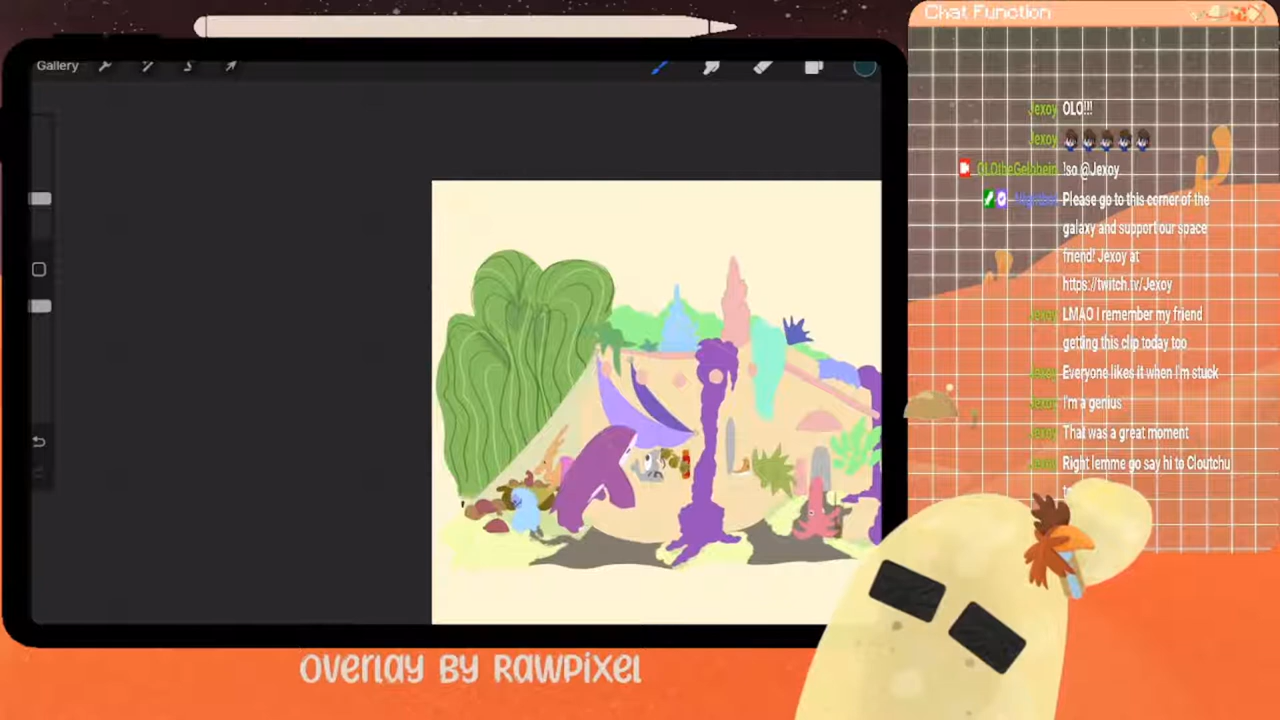 Chat Function
Gallery
Jexoy OLO!!!
Jexoy
!so @Jexoy
Please go to this corner of the
galaxy and support our space
friend! Jexoy at
https://twitch.tv/Jexoy
Jexoy LMAO I remember my friend
getting this clip today too
Jexoy Everyone likes it when I'm stuck
Jexoy I'm a genius
Jexoy That was a great moment
Jexoy Right lemme go say hi to Cloutchu
OVERLAY BY RAWPIXEL